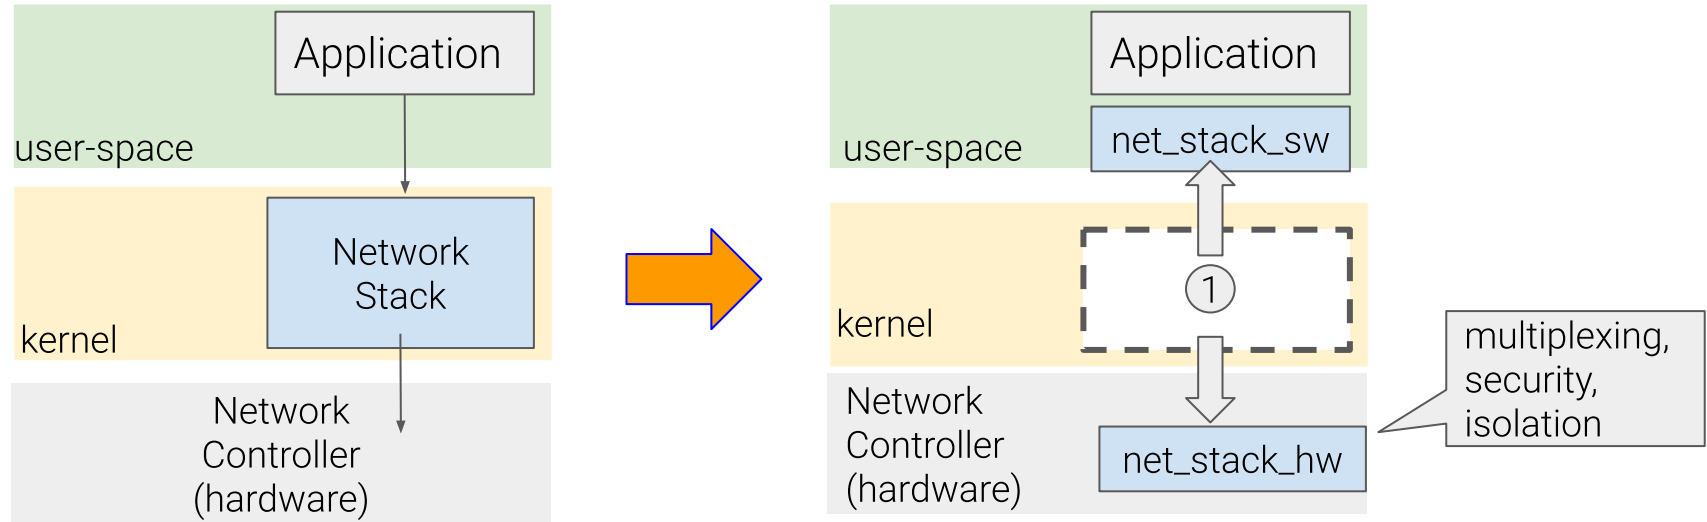 Application
user-space
Network
Stack
kernel
Network
Controller
(hardware)
Application
net_stack_sw
user-space
1
kernel
Network
Controller
(hardware)
net_stack_hw
multiplexing,
security,
isolation